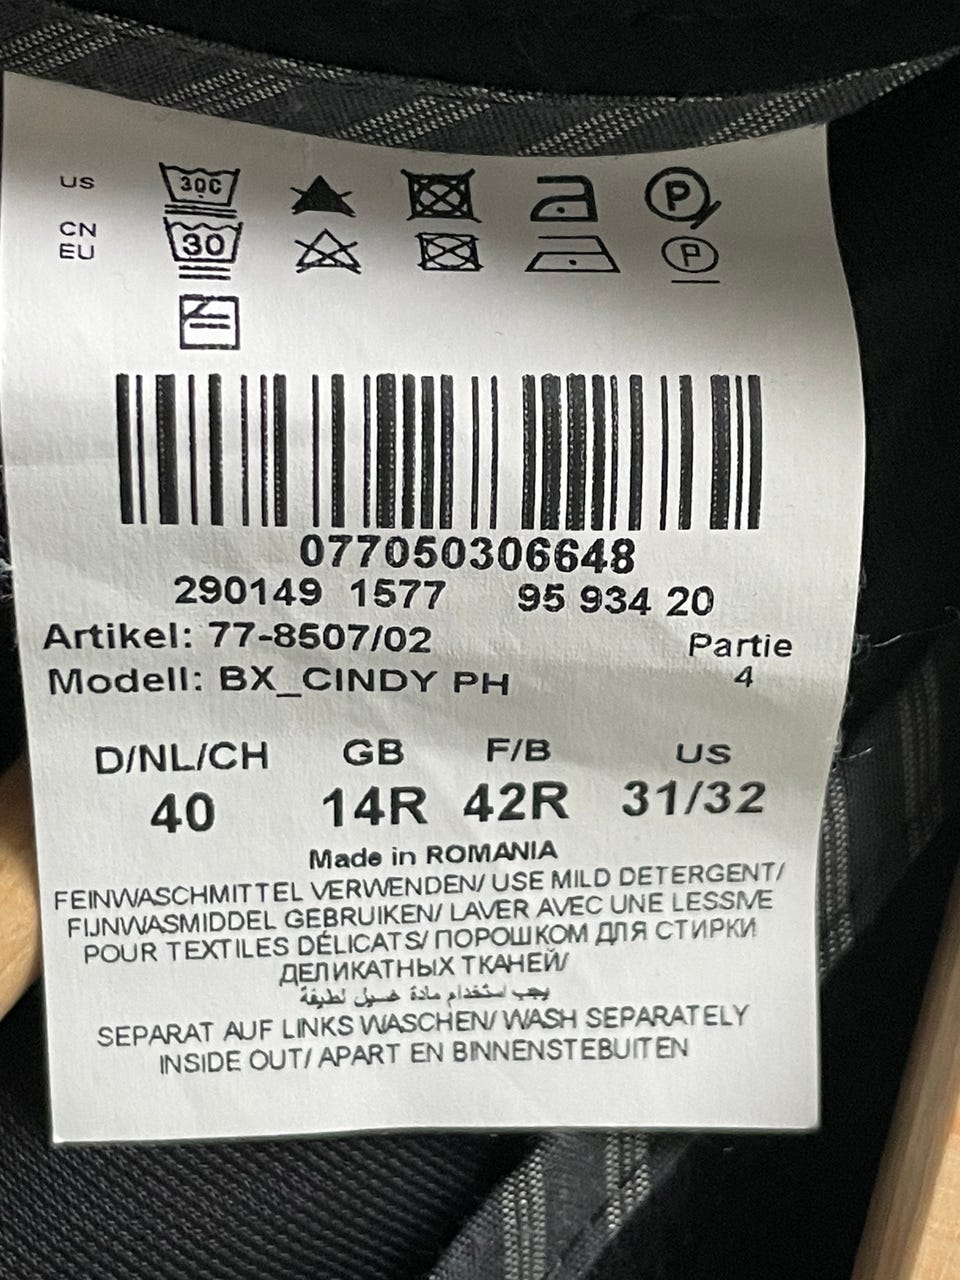 US 30C P
CN
EU 30 P
077050306648
290149 1577 95 934 20
Artikel: 77-8507/02 Partie
Modell: BX_CINDY PH 4
D/NL/CH GB F/B US
40 14R 42R 31/32
Made in ROMANIA
FEINWASCHMITTEL VERWENDEN/ USE MILD DETERGENT/
FIJNWASMIDDEL GEBRUIKEN/ LAVER AVEC UNE LESSIVE
POUR TEXTILES DÉLICATS/ ПОРОШКОМ ДЛЯ СТИРКИ
ДЕЛИКАТНЫХ ТКАНЕЙ/
يجب استخدام مادة غسيل لطيفة
SEPARAT AUF LINKS WASCHEN/ WASH SEPARATELY
INSIDE OUT/ APART EN BINNENSTEBUITEN